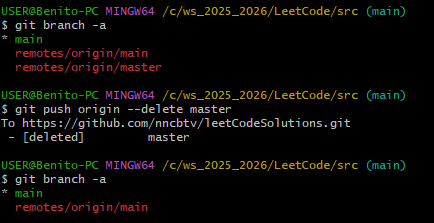 USER@Benito-PC MINGW64 /c/ws_2025_2026/LeetCode/src (main)
$ git branch -a
* main
  remotes/origin/main
  remotes/origin/master

USER@Benito-PC MINGW64 /c/ws_2025_2026/LeetCode/src (main)
$ git push origin --delete master
To https://github.com/nncbtv/leetCodeSolutions.git
 - [deleted]         master

USER@Benito-PC MINGW64 /c/ws_2025_2026/LeetCode/src (main)
$ git branch -a
* main
  remotes/origin/main